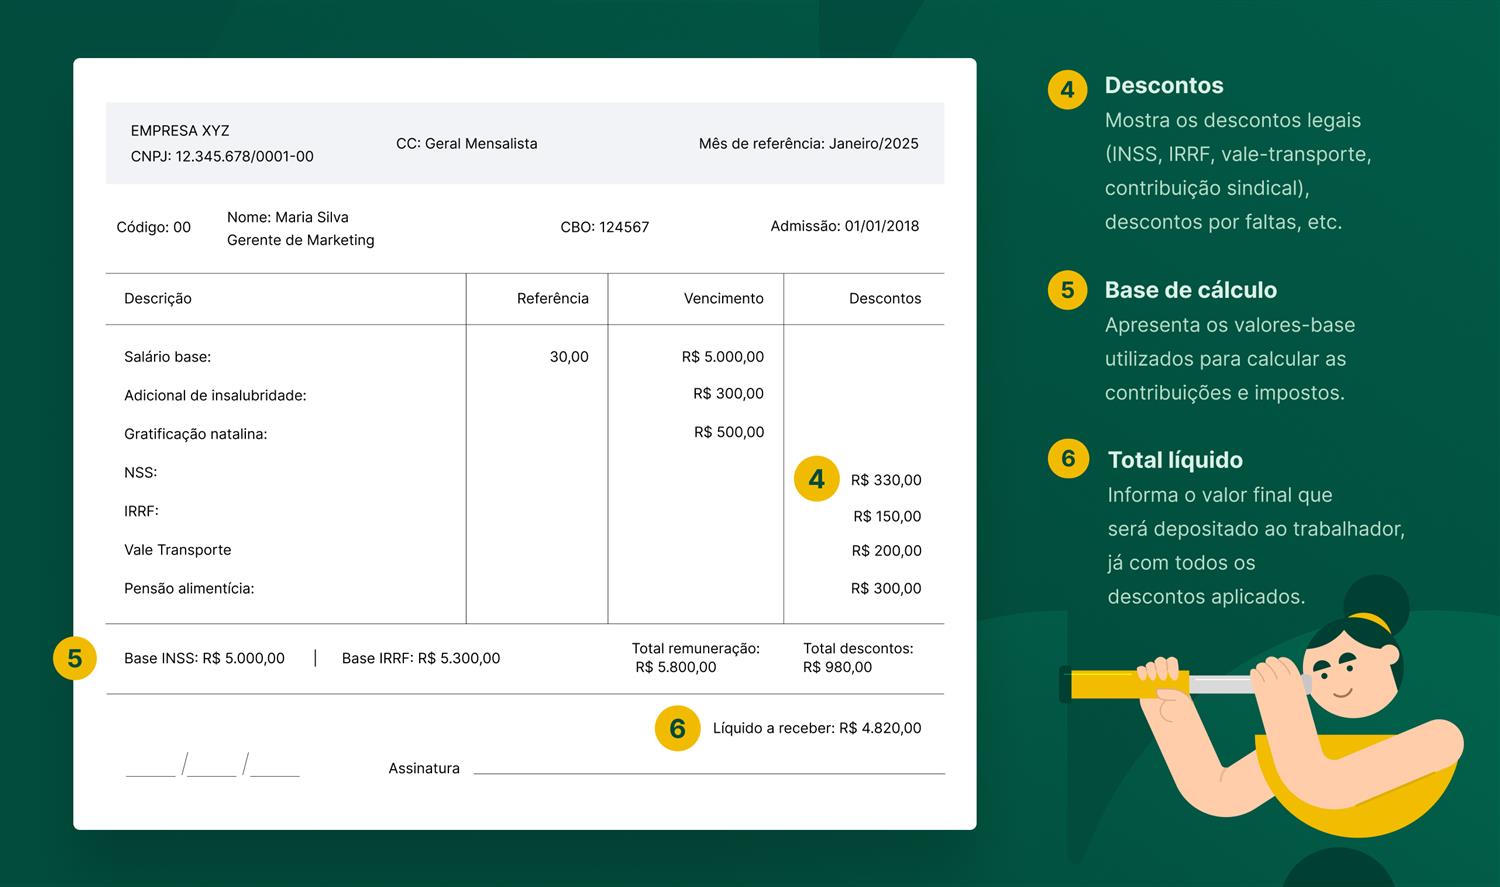 EMPRESA XYZ
CNPJ: 12.345.678/0001-00
CC: Geral Mensalista
Mês de referência: Janeiro/2025
Código: 00
Nome: Maria Silva
Gerente de Marketing
CBO: 124567
Admissão: 01/01/2018
Descrição Referência Vencimento Descontos
Salário base: 30,00 R$ 5.000,00
Adicional de insalubridade: R$ 300,00
Gratificação natalina: R$ 500,00
NSS: 4 R$ 330,00
IRRF: R$ 150,00
Vale Transporte R$ 200,00
Pensão alimentícia: R$ 300,00
5 Base INSS: R$ 5.000,00 | Base IRRF: R$ 5.300,00
Total remuneração:
R$ 5.800,00
Total descontos:
R$ 980,00
6 Líquido a receber: R$ 4.820,00
____ /____ /____ Assinatura
4 Descontos
Mostra os descontos legais
(INSS, IRRF, vale-transporte,
contribuição sindical),
descontos por faltas, etc.
5 Base de cálculo
Apresenta os valores-base
utilizados para calcular as
contribuições e impostos.
6 Total líquido
Informa o valor final que
será depositado ao trabalhador,
já com todos os
descontos aplicados.